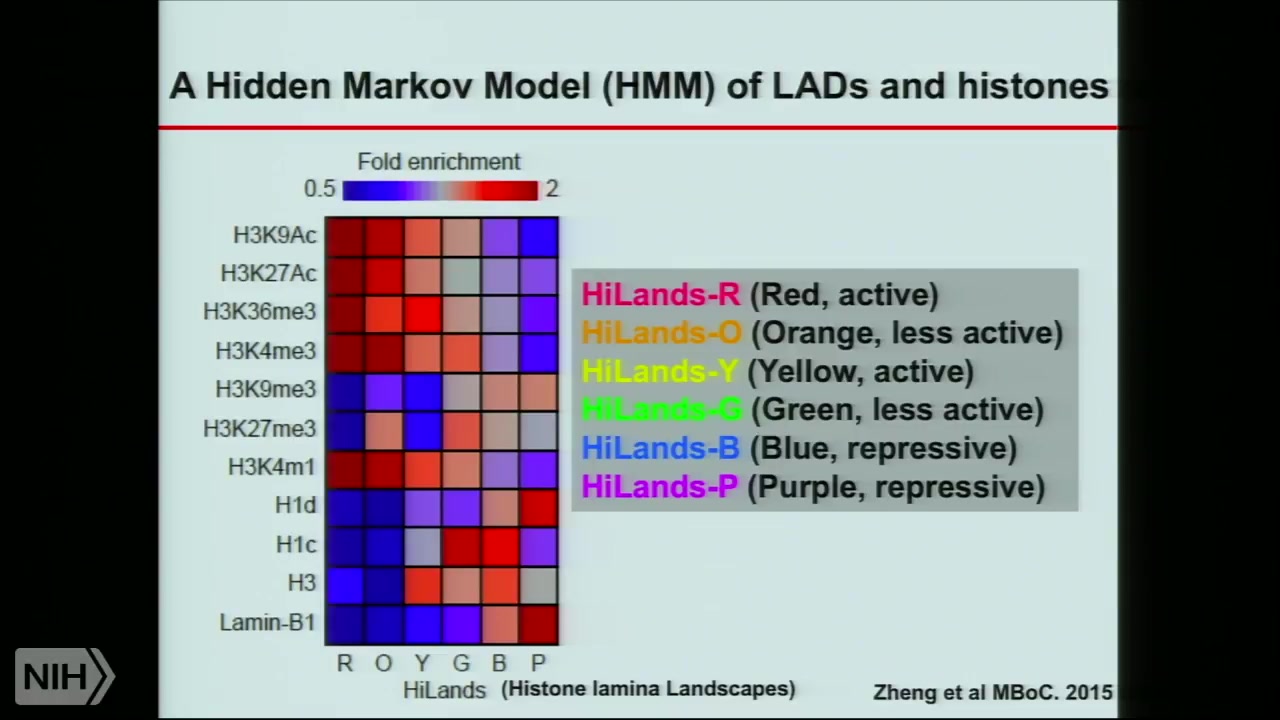 A Hidden Markov Model (HMM) of LADs and histones
Fold enrichment
0.5 2
H3K9Ac
H3K27Ac
H3K36me3
H3K4me3
H3K9me3
H3K27me3
H3K4m1
H1d
H1c
H3
Lamin-B1
R O Y G B P
HiLands (Histone lamina Landscapes)
HiLands-R (Red, active)
HiLands-O (Orange, less active)
HiLands-Y (Yellow, active)
HiLands-G (Green, less active)
HiLands-B (Blue, repressive)
HiLands-P (Purple, repressive)
Zheng et al MBoC. 2015
NIH